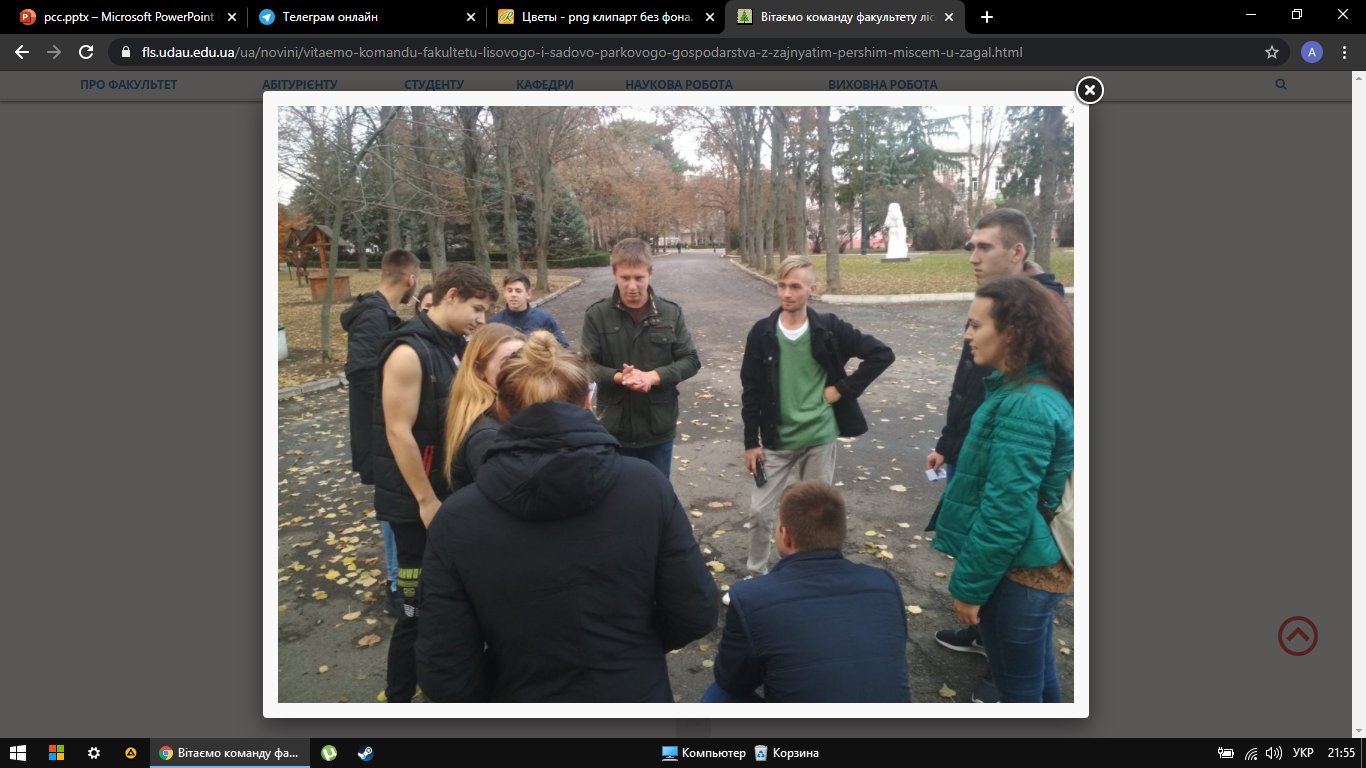 pcc.pptx – Microsoft PowerPoint
Телеграм онлайн
Цветы - png клипарт без фона.
Вітаємо команду факультету ліс
fls.udau.edu.ua/ua/novini/vitaemo-komandu-fakultetu-lisovogo-i-sadovo-parkovogo-gospodarstva-z-zajnyatim-pershim-miscem-u-zagal.html
A
ПРО ФАКУЛЬТЕТ АБІТУРІЄНТУ СТУДЕНТУ КАФЕДРИ НАУКОВА РОБОТА ВИХОВНА РОБОТА
Вітаємо команду фа...
Компьютер
Корзина
УКР
21:55